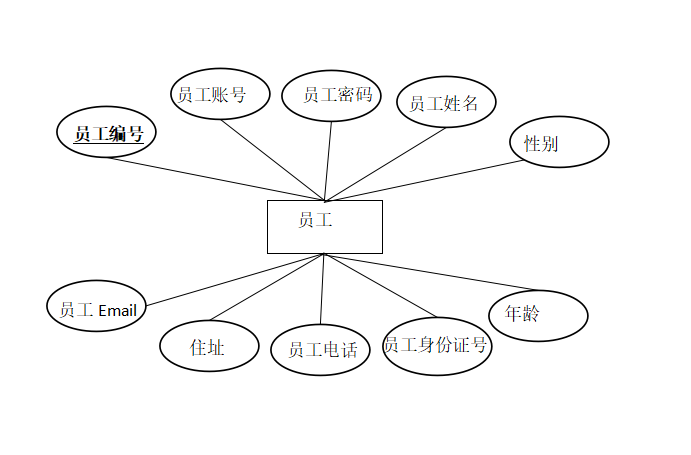 员工账号
员工密码
员工姓名
员工编号
性别
员工
员工 Email
住址
员工电话
员工身份证号
年龄